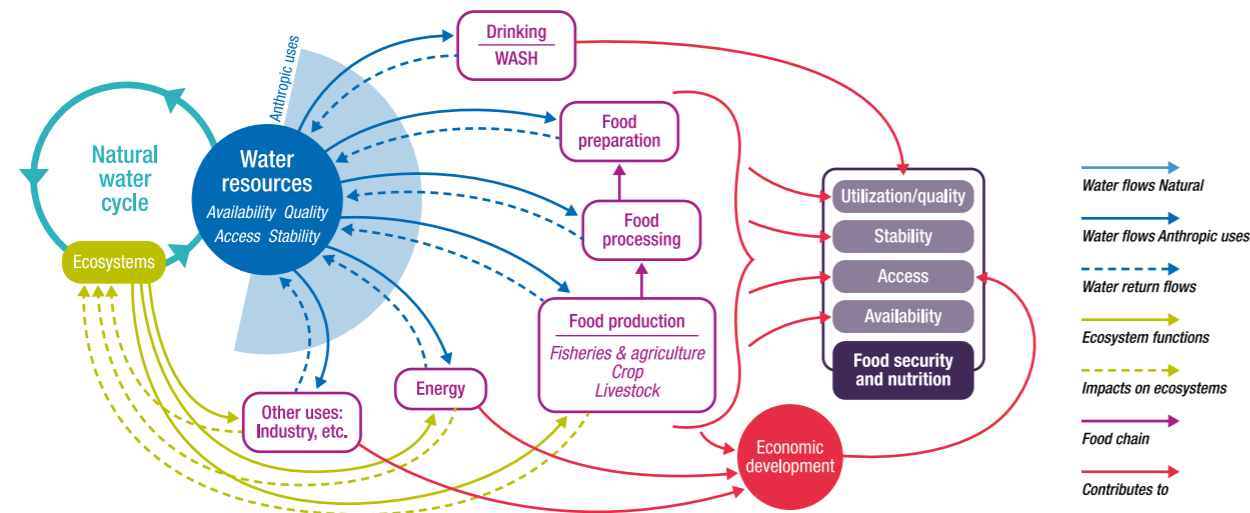 Natural
water
cycle
Ecosystems
Anthropic uses
Water
resources
Availability Quality
Access Stability
Drinking
WASH
Food
preparation
Food
processing
Food production
Fisheries & agriculture
Crop
Livestock
Energy
Other uses:
Industry, etc.
Economic
development
Utilization/quality
Stability
Access
Availability
Food security
and nutrition
Water flows Natural
Water flows Anthropic uses
Water return flows
Ecosystem functions
Impacts on ecosystems
Food chain
Contributes to